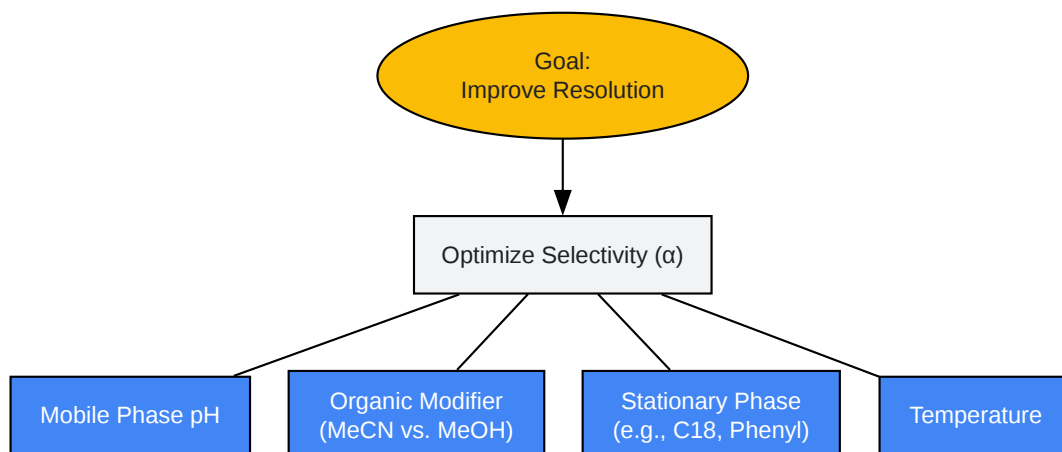 Goal:
Improve Resolution
Optimize Selectivity (α)
Mobile Phase pH
Organic Modifier
(MeCN vs. MeOH)
Stationary Phase
(e.g., C18, Phenyl)
Temperature